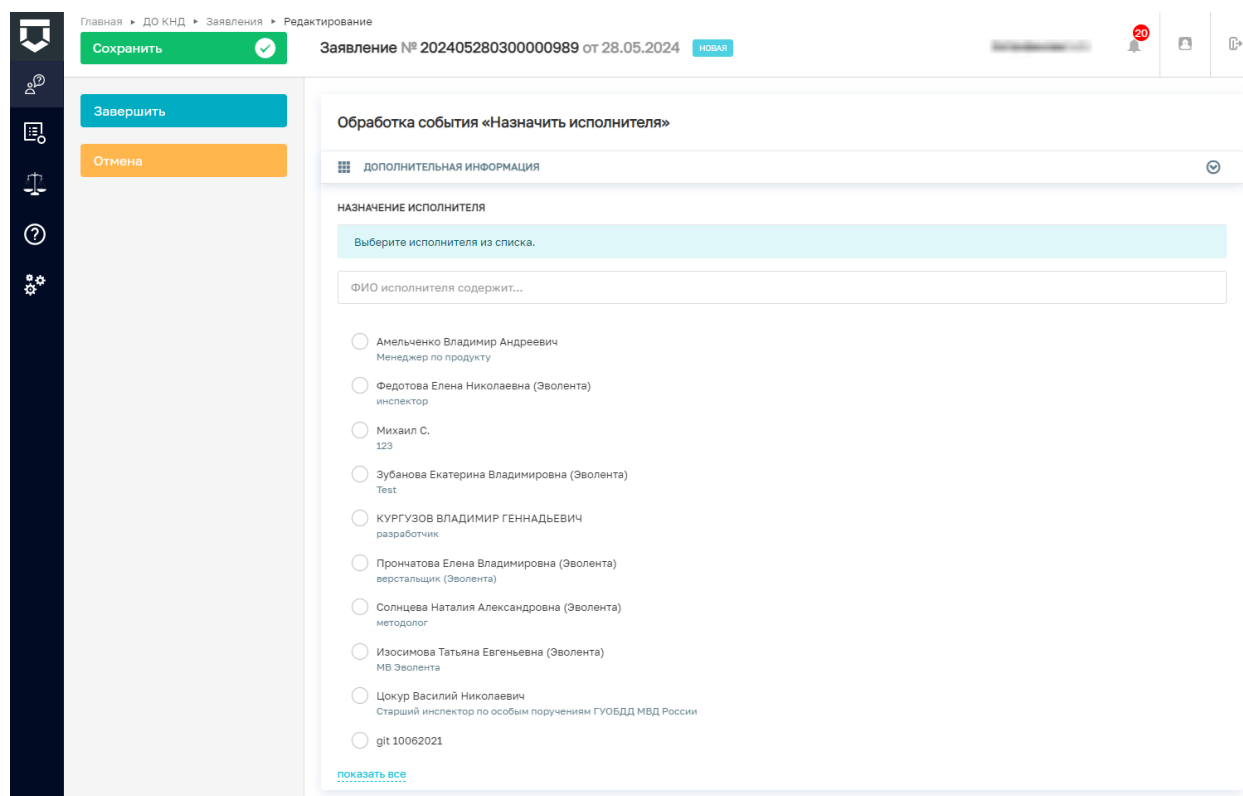 Главная ▸ ДО КНД ▸ Заявления ▸ Редактирование
Сохранить
Заявление № 202405280300000989 от 28.05.2024 НОВАЯ
20
Завершить
Отмена
Обработка события «Назначить исполнителя»
ДОПОЛНИТЕЛЬНАЯ ИНФОРМАЦИЯ
НАЗНАЧЕНИЕ ИСПОЛНИТЕЛЯ
Выберите исполнителя из списка.
ФИО исполнителя содержит...
Амельченко Владимир Андреевич
Менеджер по продукту
Федотова Елена Николаевна (Эволента)
инспектор
Михаил С.
123
Зубанова Екатерина Владимировна (Эволента)
Test
КУРГУЗОВ ВЛАДИМИР ГЕННАДЬЕВИЧ
разработчик
Прончатова Елена Владимировна (Эволента)
верстальщик (Эволента)
Солнцева Наталия Александровна (Эволента)
методолог
Изосимова Татьяна Евгеньевна (Эволента)
МВ Эволента
Цокур Василий Николаевич
Старший инспектор по особым поручениям ГУОБДД МВД России
git 10062021
показать все